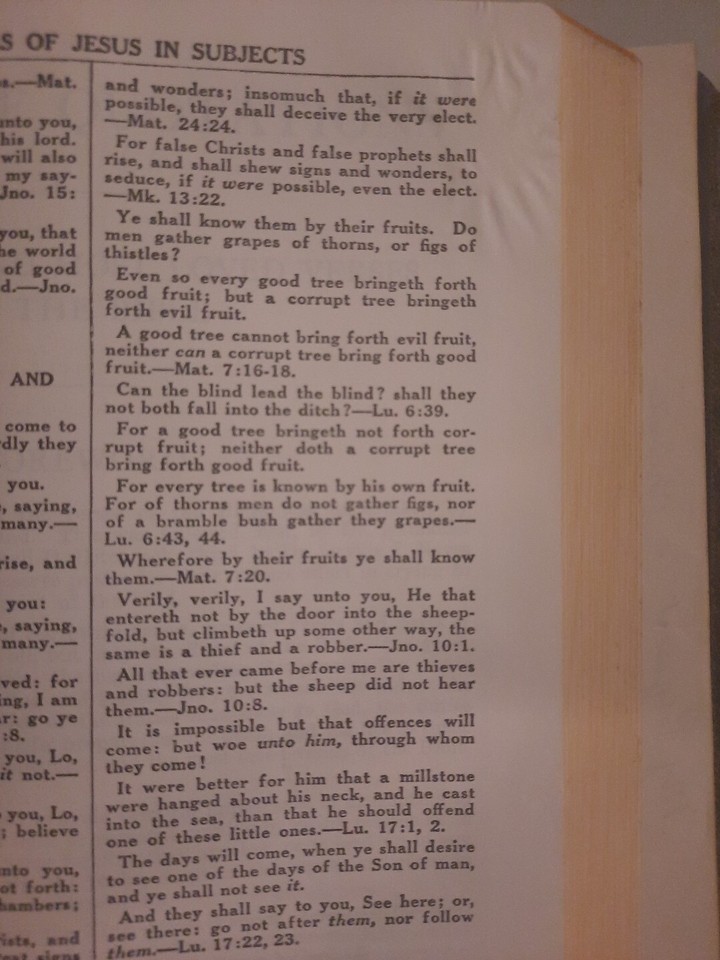 S OF JESUS IN SUBJECTS
s.—Mat.
unto you,
his lord.
will also
my say-
Jno. 15:
you, that
he world
of good
d.—Jno.
AND
come to
rdly they
you.
, saying,
many.—
rise, and
you:
, saying,
many.—
ved: for
ing, I am
r: go ye
:8.
you, Lo,
it not.—
you, Lo,
; believe
nto you,
ot forth:
hambers;
rists, and
reat signs
and wonders; insomuch that, if it were
possible, they shall deceive the very elect.
—Mat. 24:24.
For false Christs and false prophets shall
rise, and shall shew signs and wonders, to
seduce, if it were possible, even the elect.
—Mk. 13:22.
Ye shall know them by their fruits. Do
men gather grapes of thorns, or figs of
thistles?
Even so every good tree bringeth forth
good fruit; but a corrupt tree bringeth
forth evil fruit.
A good tree cannot bring forth evil fruit,
neither can a corrupt tree bring forth good
fruit.—Mat. 7:16-18.
Can the blind lead the blind? shall they
not both fall into the ditch?—Lu. 6:39.
For a good tree bringeth not forth cor-
rupt fruit; neither doth a corrupt tree
bring forth good fruit.
For every tree is known by his own fruit.
For of thorns men do not gather figs, nor
of a bramble bush gather they grapes.—
Lu. 6:43, 44.
Wherefore by their fruits ye shall know
them.—Mat. 7:20.
Verily, verily, I say unto you, He that
entereth not by the door into the sheep-
fold, but climbeth up some other way, the
same is a thief and a robber.—Jno. 10:1.
All that ever came before me are thieves
and robbers: but the sheep did not hear
them.—Jno. 10:8.
It is impossible but that offences will
come: but woe unto him, through whom
they come!
It were better for him that a millstone
were hanged about his neck, and he cast
into the sea, than that he should offend
one of these little ones.—Lu. 17:1, 2.
The days will come, when ye shall desire
to see one of the days of the Son of man,
and ye shall not see it.
And they shall say to you, See here; or,
see there: go not after them, nor follow
them.—Lu. 17:22, 23.